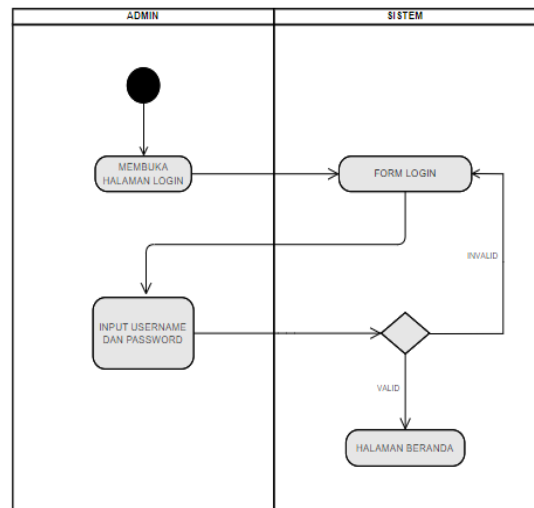 ADMIN
SISTEM
MEMBUKA
HALAMAN LOGIN
FORM LOGIN
INVALID
INPUT USERNAME
DAN PASSWORD
VALID
HALAMAN BERANDA